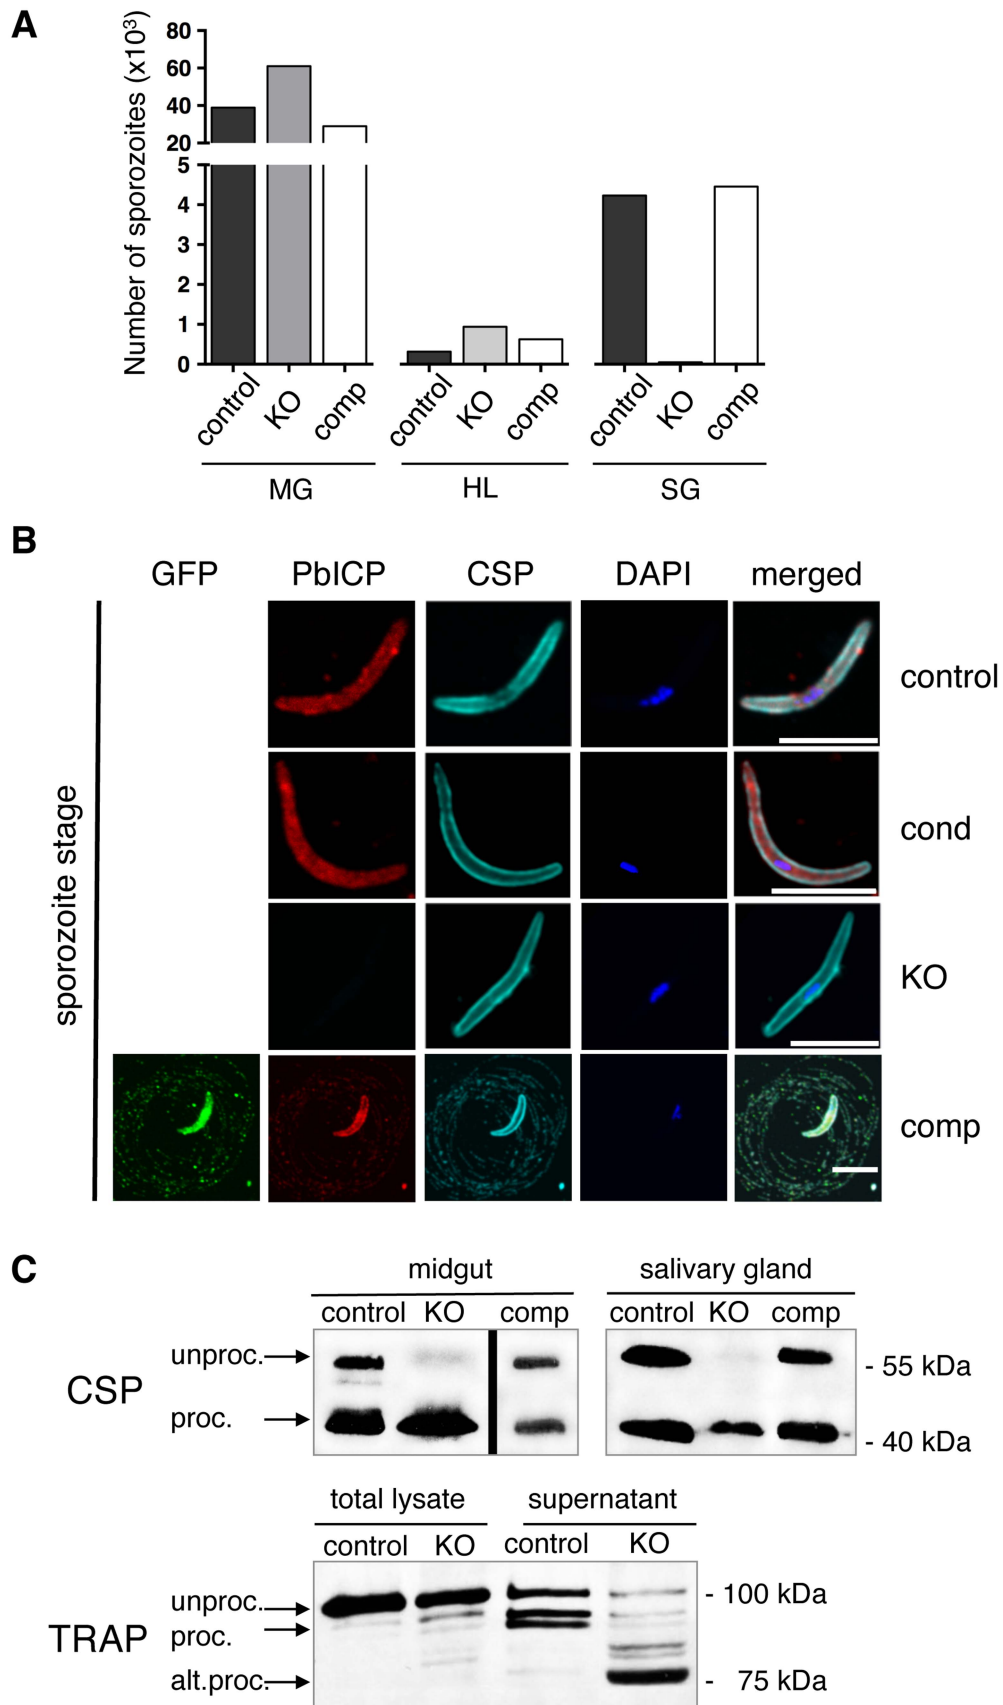 A
Number of sporozoites (x10³)
80
60
40
20
5
4
3
2
1
0
control KO comp control KO comp control KO comp
MG HL SG
B
GFP PbICP CSP DAPI merged
sporozoite stage
control
cond
KO
comp
C
midgut salivary gland
control KO comp control KO comp
CSP
unproc.
proc.
- 55 kDa
- 40 kDa
total lysate supernatant
control KO control KO
TRAP
unproc.
proc.
alt.proc.
- 100 kDa
- 75 kDa